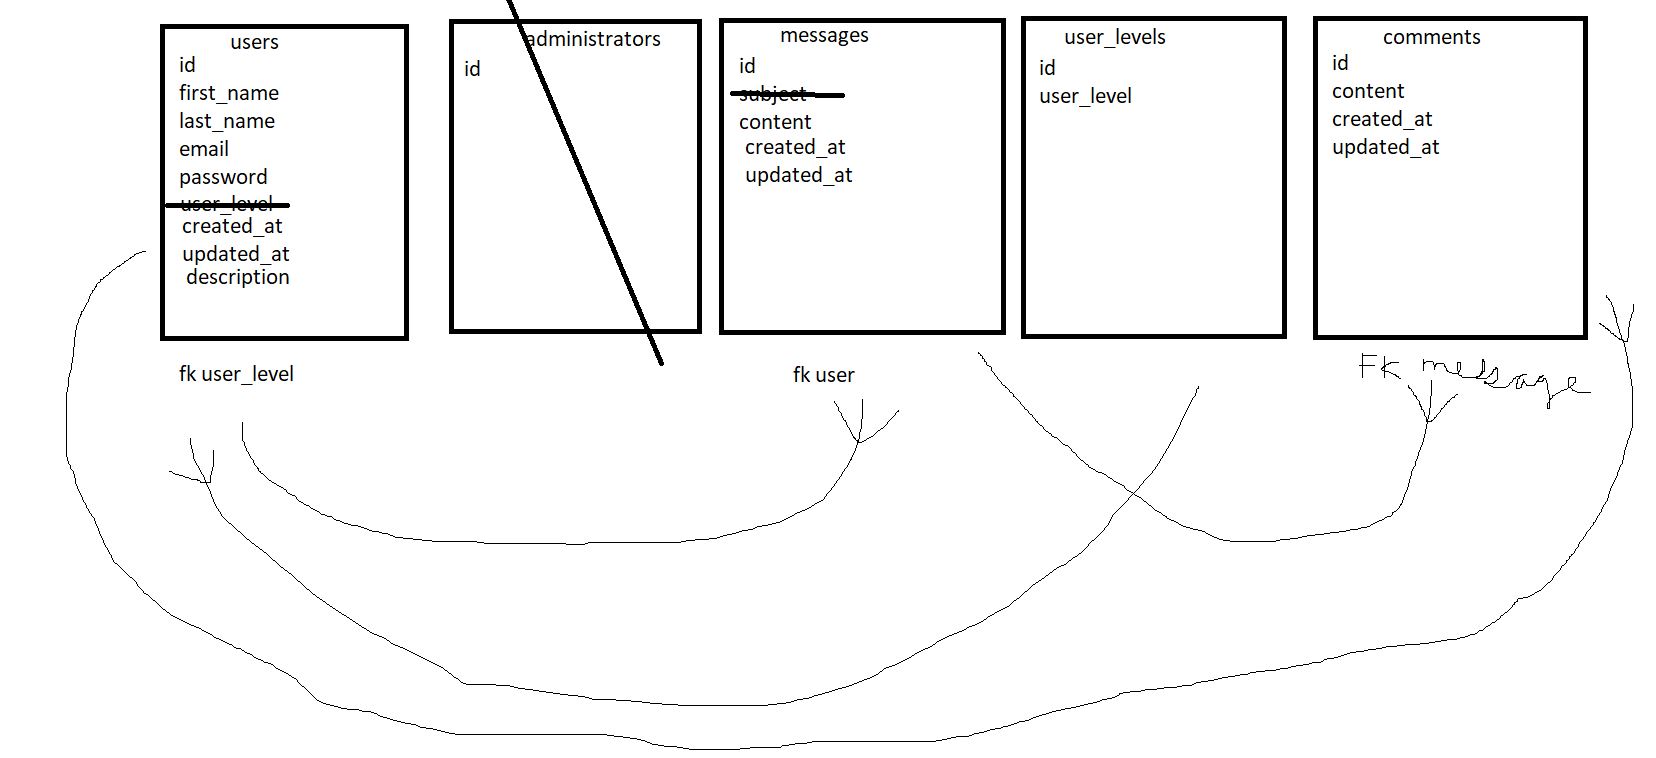 users
id
first_name
last_name
email
password
user_level
created_at
updated_at
description
fk user_level
administrators
id
messages
id
subject
content
created_at
updated_at
fk user
user_levels
id
user_level
comments
id
content
created_at
updated_at
FK message